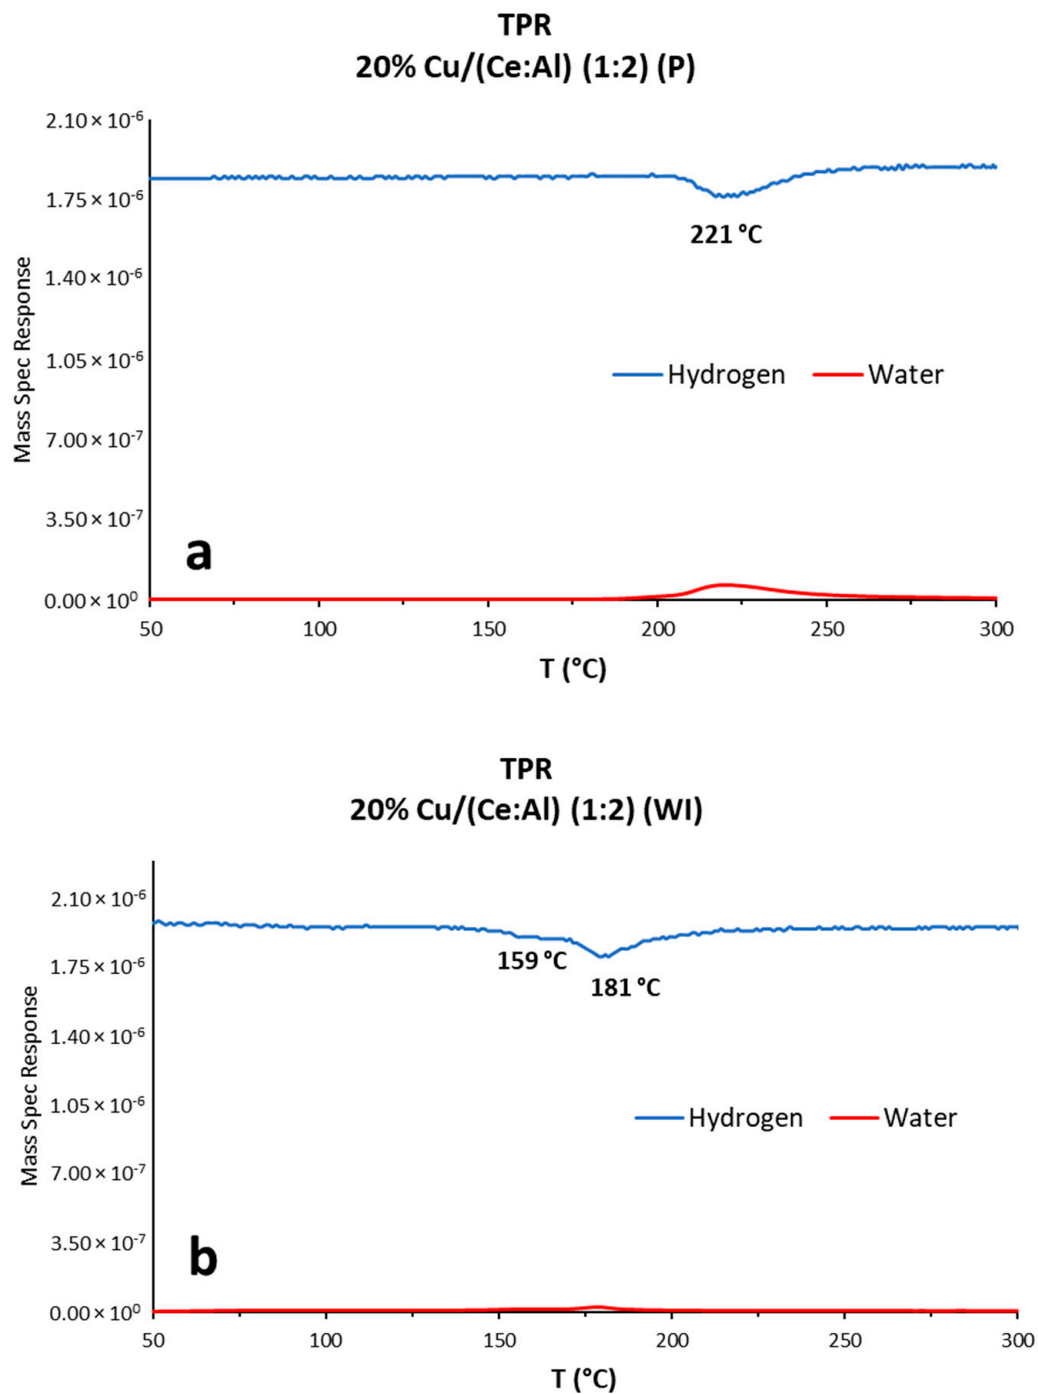 TPR
20% Cu/(Ce:Al) (1:2) (P)
2.10 × 10⁻⁶
1.75 × 10⁻⁶
1.40 × 10⁻⁶
1.05 × 10⁻⁶
7.00 × 10⁻⁷
3.50 × 10⁻⁷
0.00 × 10⁰
Mass Spec Response
221 °C
Hydrogen Water
a
50 100 150 200 250 300
T (°C)
TPR
20% Cu/(Ce:Al) (1:2) (WI)
2.10 × 10⁻⁶
1.75 × 10⁻⁶
1.40 × 10⁻⁶
1.05 × 10⁻⁶
7.00 × 10⁻⁷
3.50 × 10⁻⁷
0.00 × 10⁰
Mass Spec Response
159 °C
181 °C
Hydrogen Water
b
50 100 150 200 250 300
T (°C)